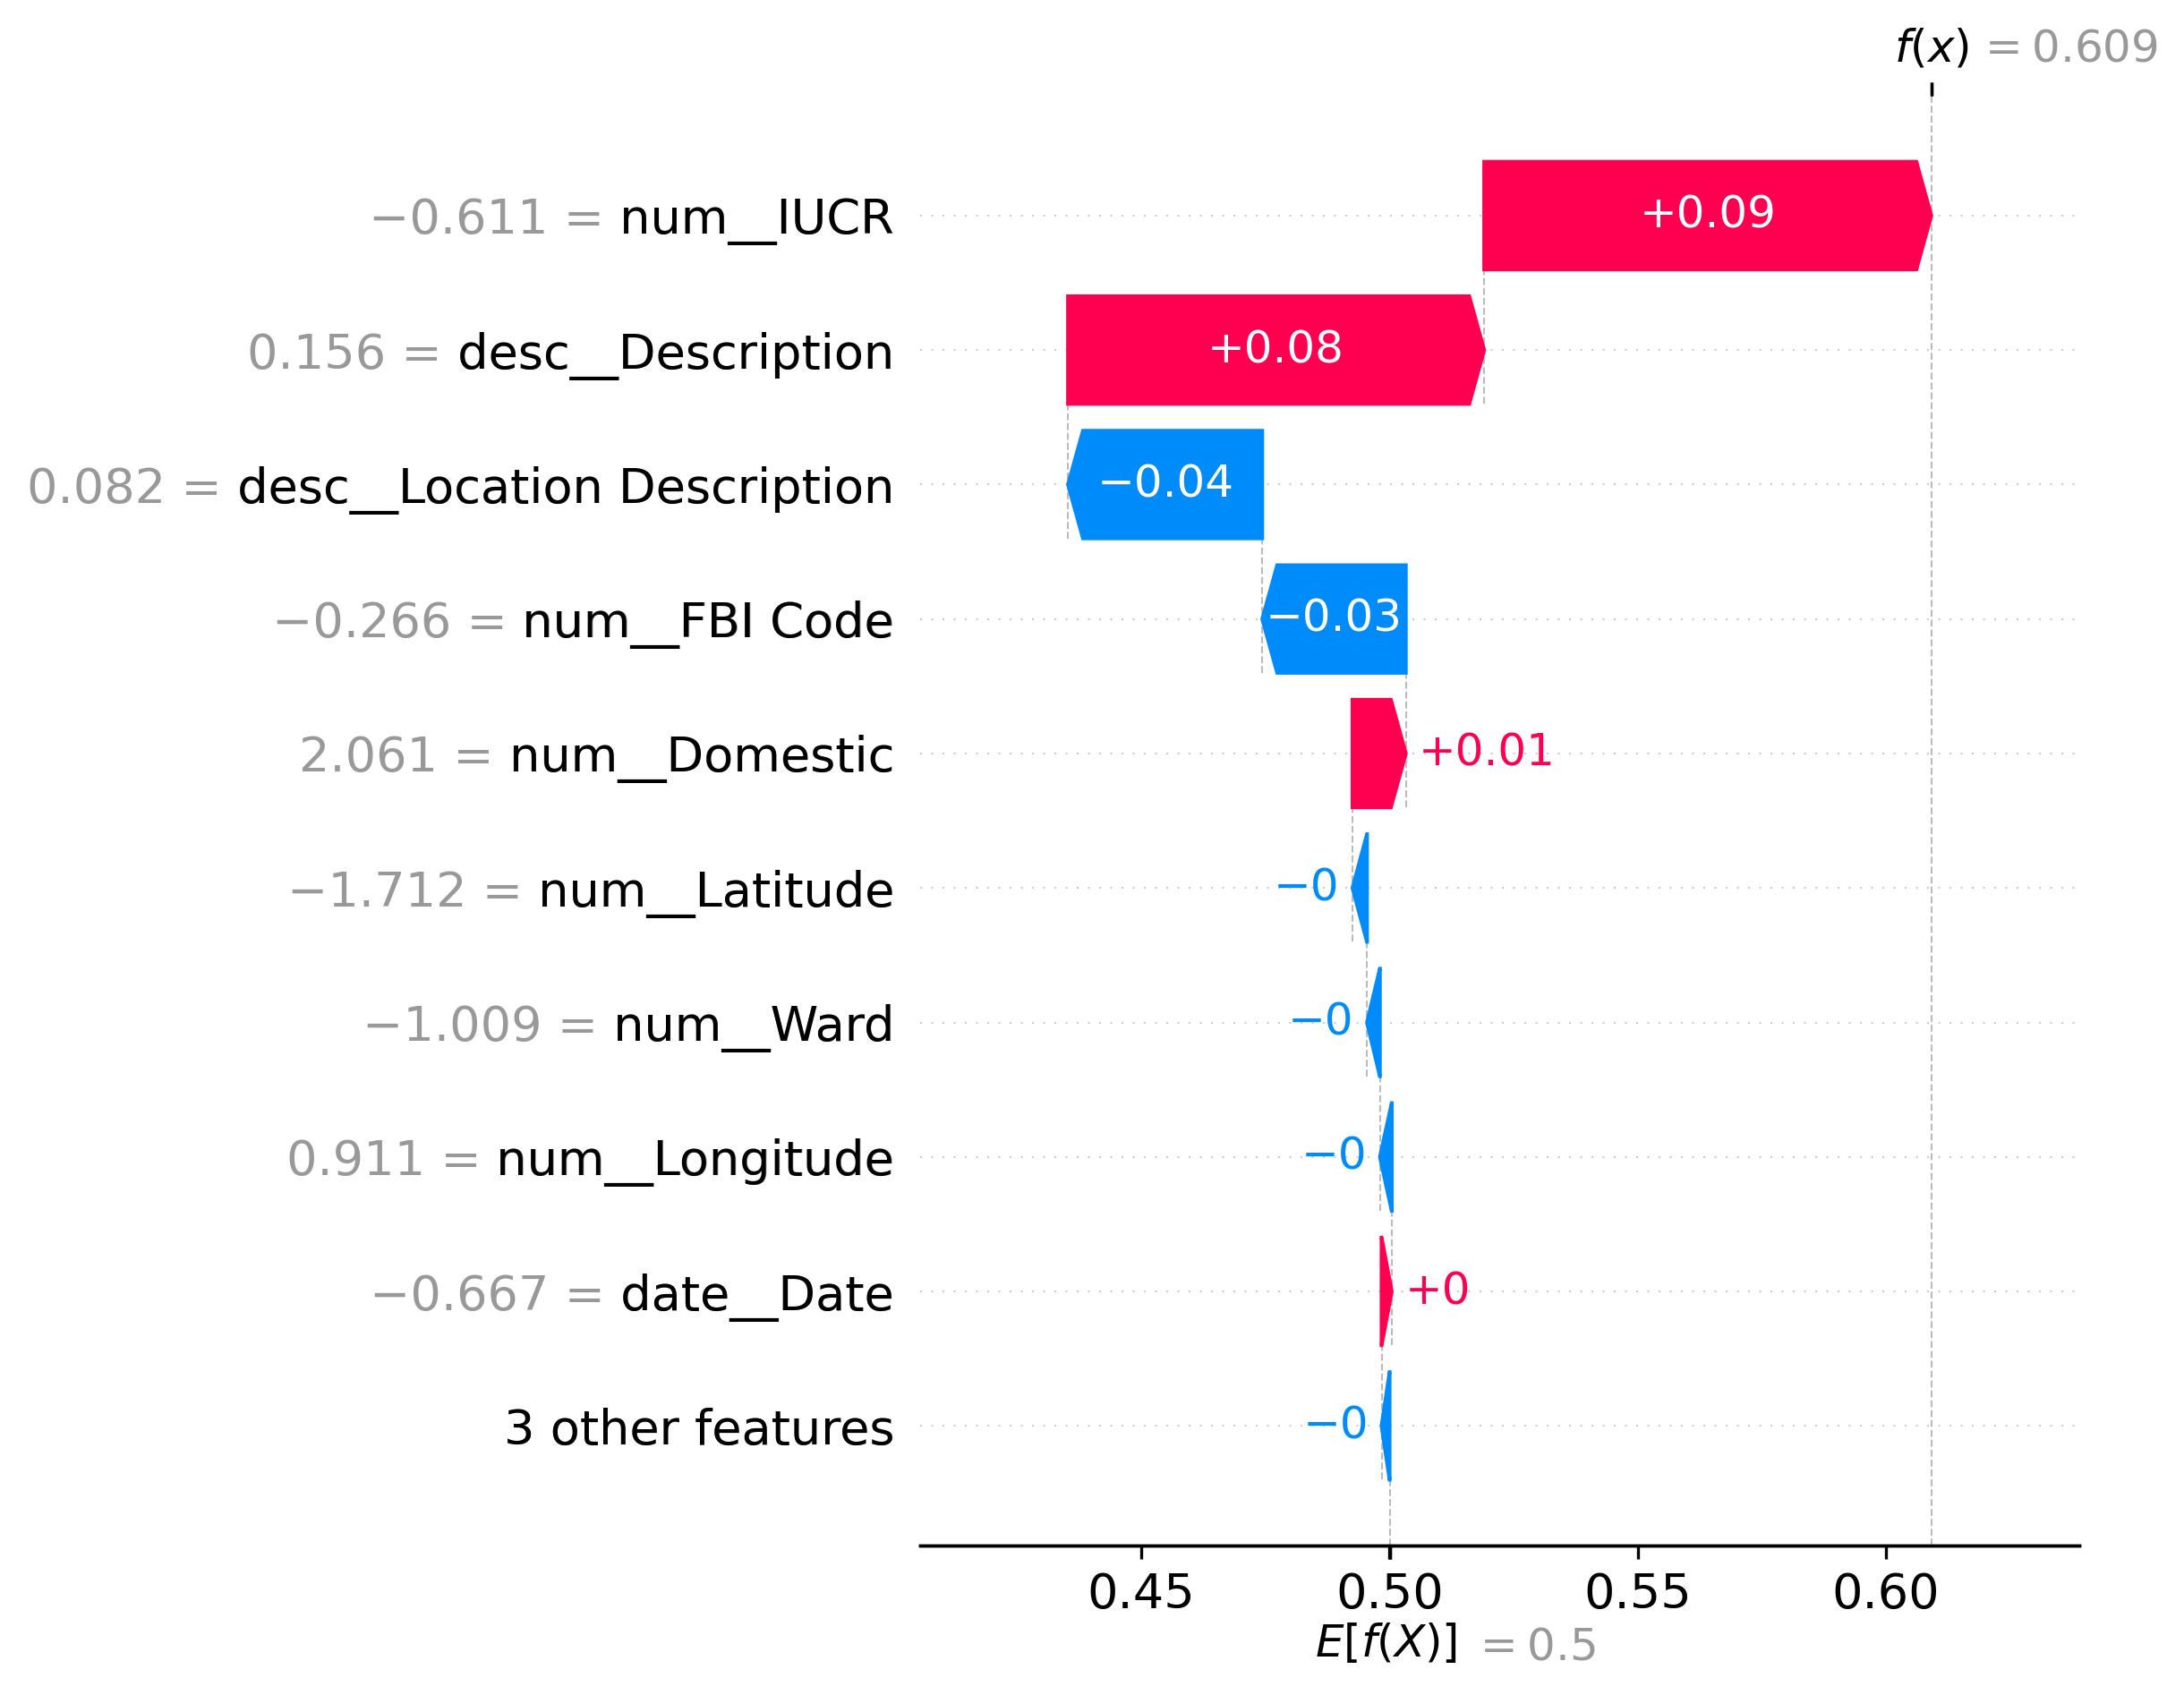 f(x) = 0.609
−0.611 = num__IUCR +0.09
0.156 = desc__Description +0.08
0.082 = desc__Location Description −0.04
−0.266 = num__FBI Code −0.03
2.061 = num__Domestic +0.01
−1.712 = num__Latitude −0
−1.009 = num__Ward −0
0.911 = num__Longitude −0
−0.667 = date__Date +0
3 other features −0
0.45 0.50 0.55 0.60
E[f(X)] = 0.5